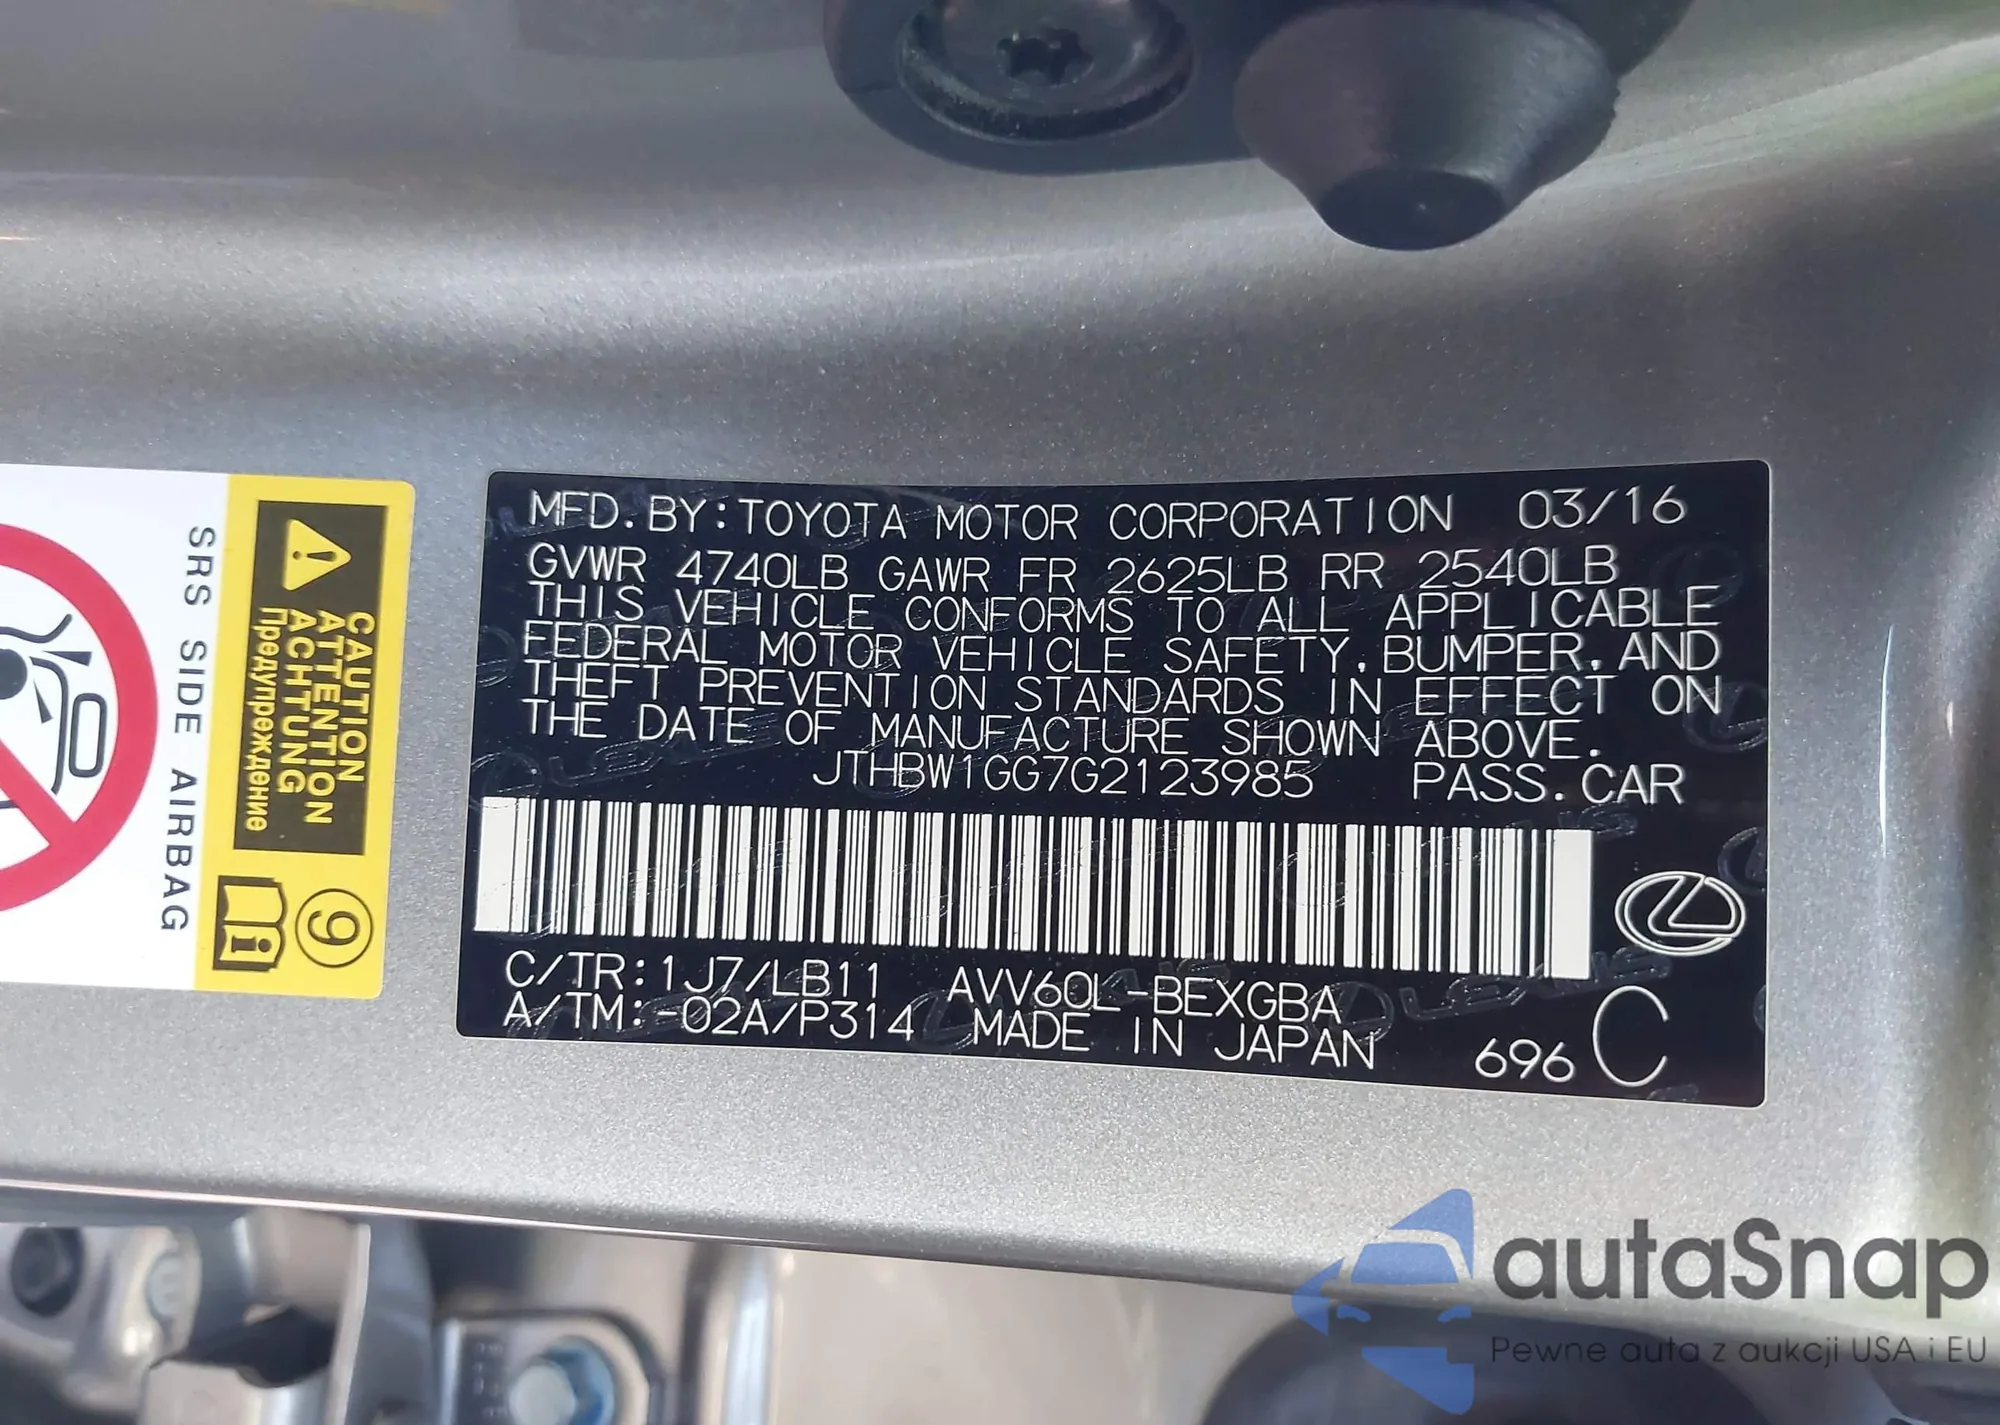 MFD. BY: TOYOTA MOTOR CORPORATION 03/16
GVWR 4740LB GAWR FR 2625LB RR 2540LB
THIS VEHICLE CONFORMS TO ALL APPLICABLE
FEDERAL MOTOR VEHICLE SAFETY, BUMPER, AND
THEFT PREVENTION STANDARDS IN EFFECT ON
THE DATE OF MANUFACTURE SHOWN ABOVE.
JTHBW1GG7G2123985 PASS. CAR
C/TR: 1J7/LB11 AVV60L-BEXGBA
A/TM: -02A/P314 MADE IN JAPAN 696 C
CAUTION
ATTENTION
ACHTUNG
Предупреждение
9
SRS SIDE AIRBAG
autaSnap
Pewne auta z aukcji USA i EU